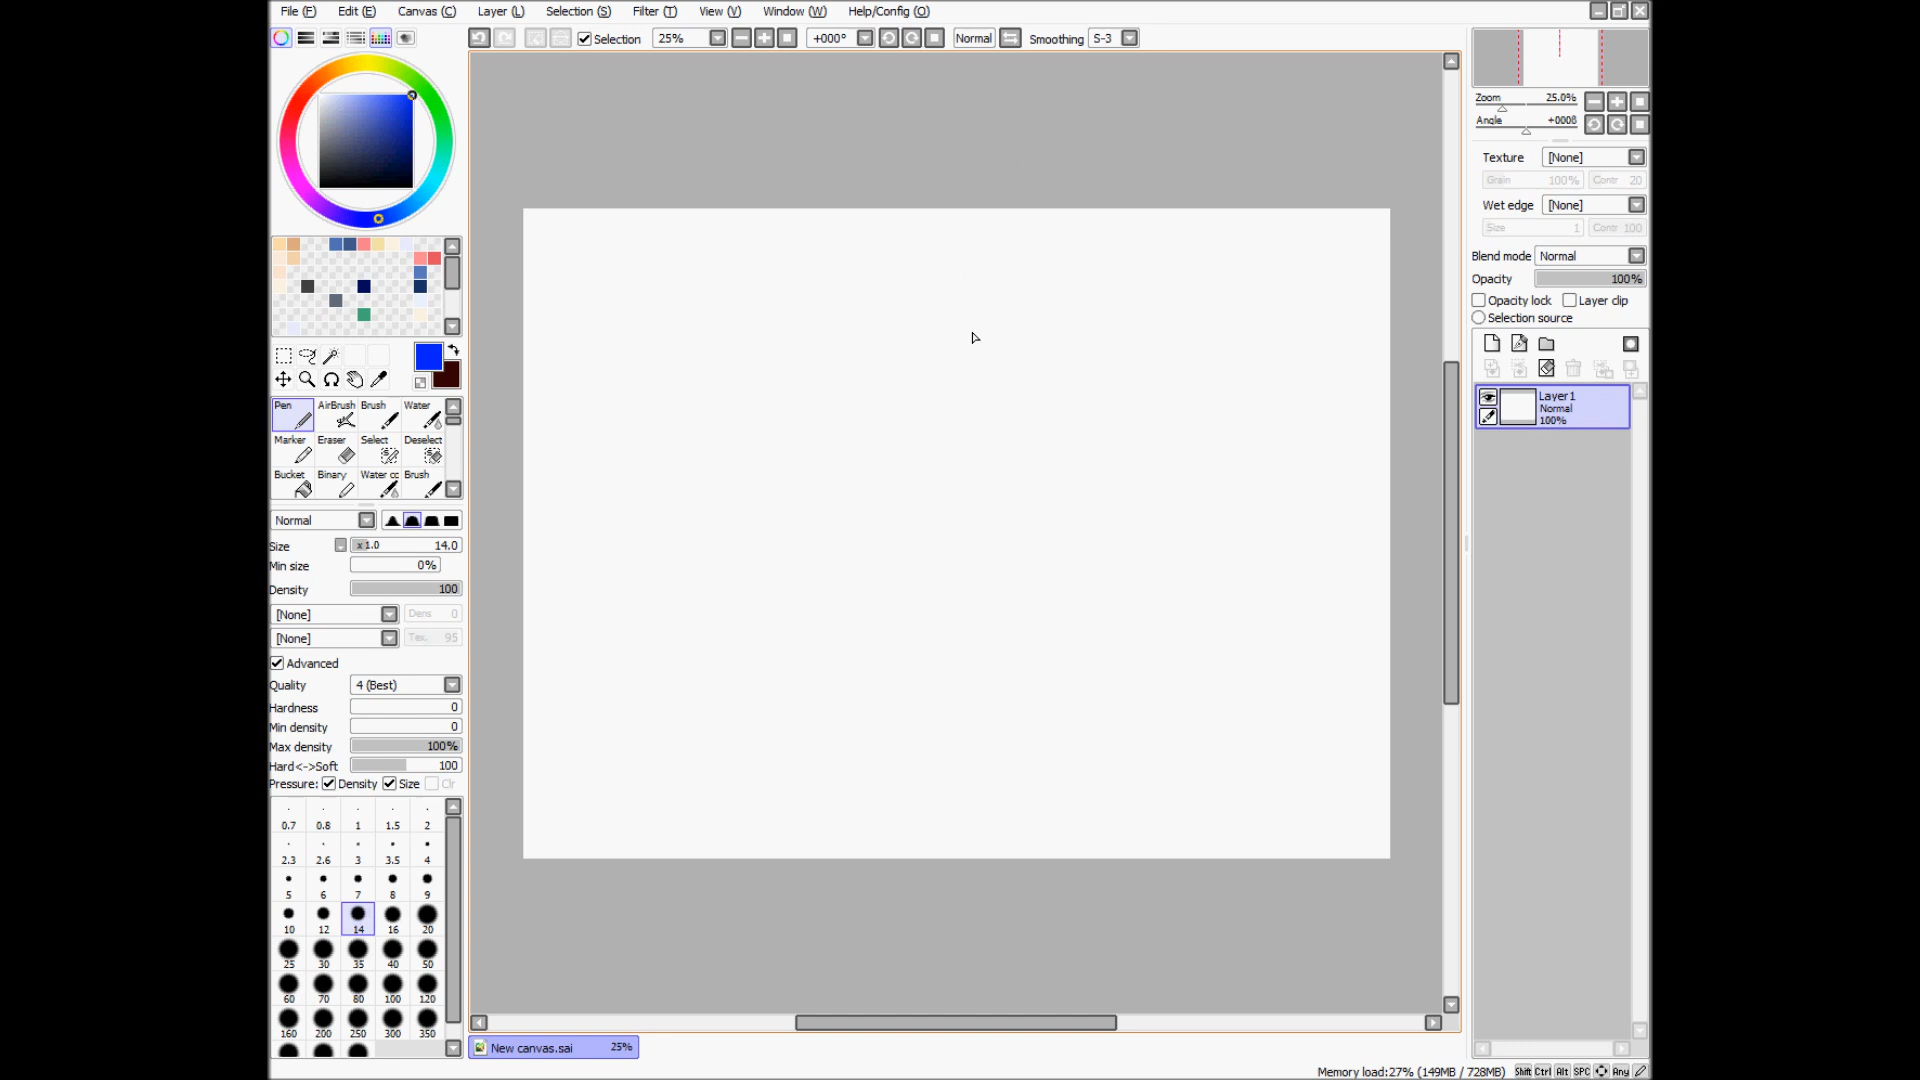 File (F) Edit (E) Canvas (C) Layer (L) Selection (S) Filter (T) View (V) Window (W) Help/Config (O)
Selection 25% +000° Normal Smoothing S-3
Zoom 25.0%
Angle +000ß
Texture [None]
Grain 100% Contr 20
Wet edge [None]
Size 1 Contr 100
Blend mode Normal
Opacity 100%
Opacity lock Layer clip
Selection source
Layer1
Normal
100%
Pen AirBrush Brush Water
Marker Eraser Select Deselect
Bucket Binary Water cc Brush
Normal
Size x1.0 14.0
Min size 0%
Density 100
[None] Dens 0
[None] Tex. 95
Advanced
Quality 4 (Best)
Hardness 0
Min density 0
Max density 100%
Hard<->Soft 100
Pressure: Density Size Clr
0.7 0.8 1 1.5 2
2.3 2.6 3 3.5 4
5 6 7 8 9
10 12 14 16 20
25 30 35 40 50
60 70 80 100 120
160 200 250 300 350
New canvas.sai 25%
Memory load:27% (149MB / 728MB) Shift Ctrl Alt SPC Any